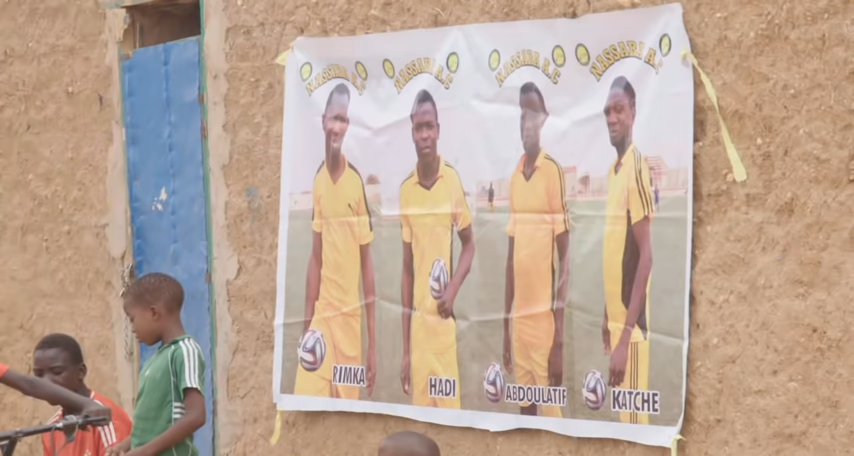 NASSARA A.C
NASSARA A.C
NASSARA A.C
NASSARA A.C
RIMKA
HADI
ABDOULATIF
KATCHE